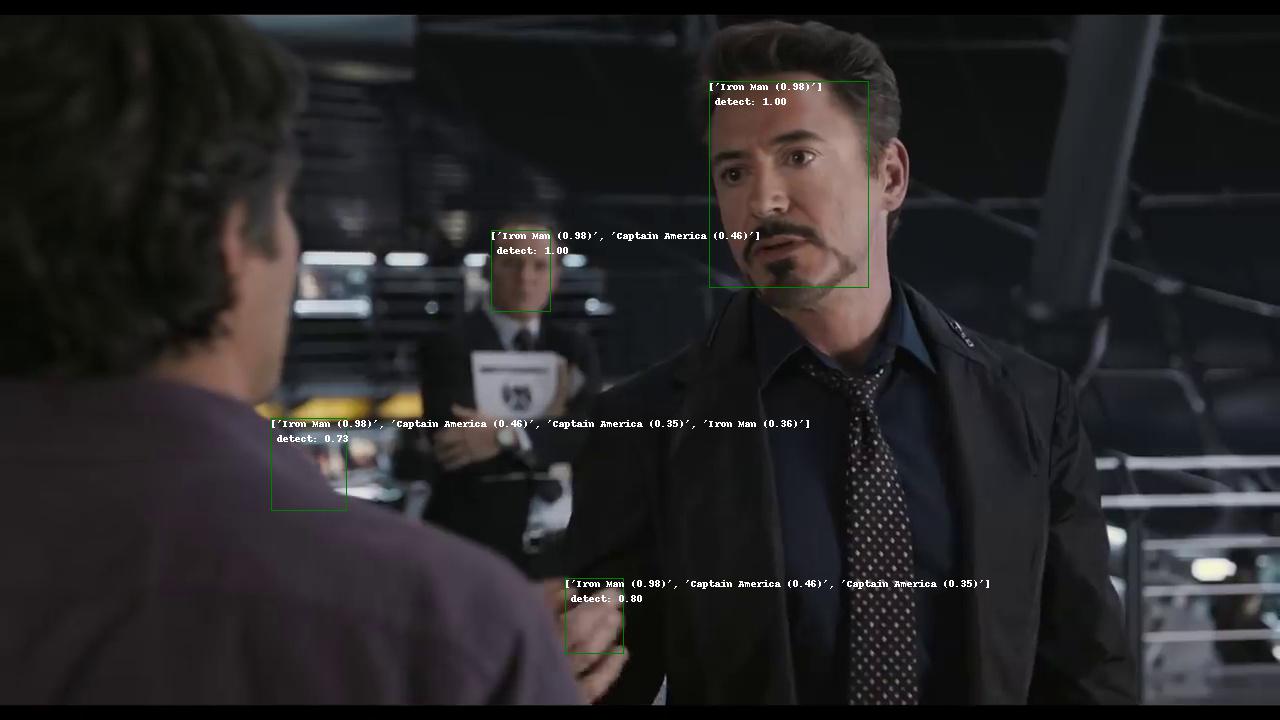 ['Iron Man (0.98)']
detect: 1.00
['Iron Man (0.98)', 'Captain America (0.46)']
detect: 1.00
['Iron Man (0.98)', 'Captain America (0.46)', 'Captain America (0.35)', 'Iron Man (0.36)']
detect: 0.73
['Iron Man (0.98)', 'Captain America (0.46)', 'Captain America (0.35)']
detect: 0.80